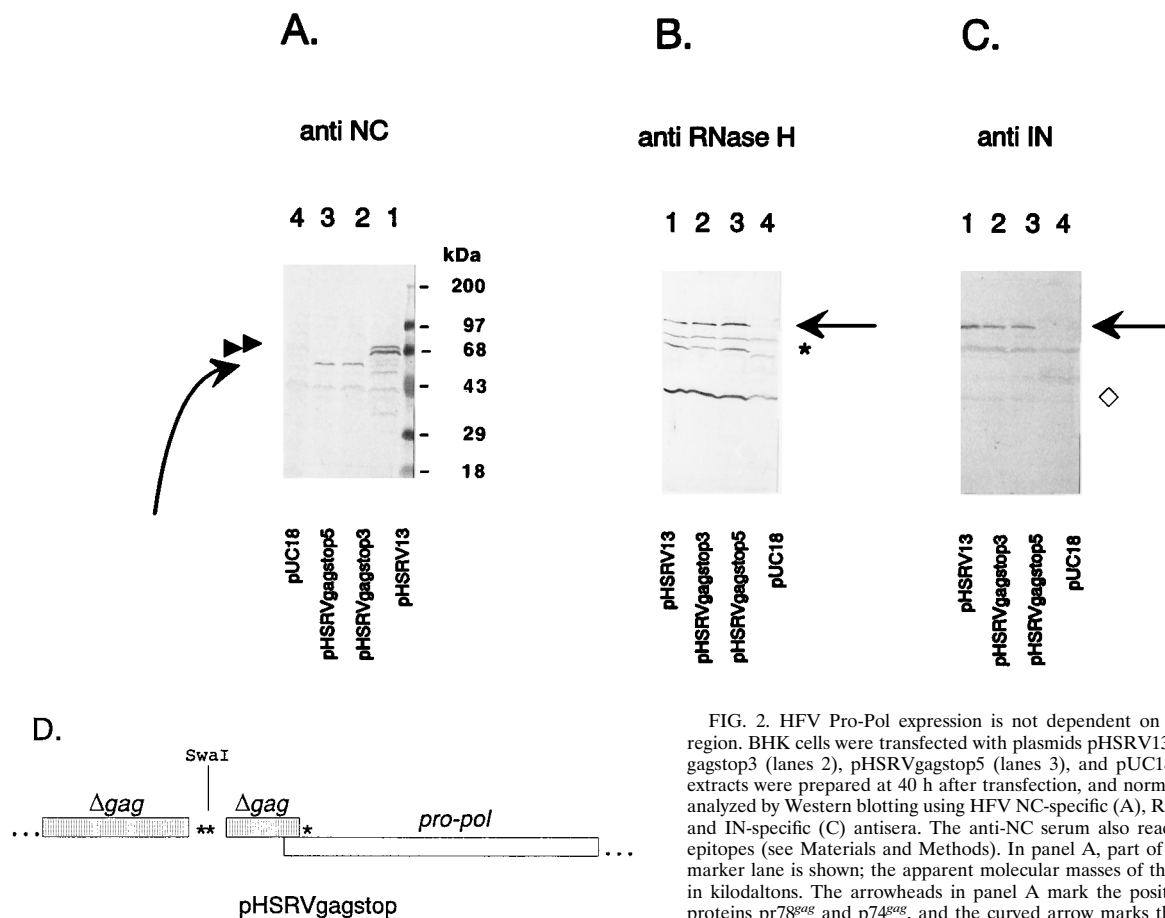 A.
B.
C.
anti NC
anti RNase H
anti IN
4 3 2 1
1 2 3 4
1 2 3 4
kDa
200
97
68
43
29
18
*
pUC18
pHSRVgagstop5
pHSRVgagstop3
pHSRV13
pHSRV13
pHSRVgagstop3
pHSRVgagstop5
pUC18
pHSRV13
pHSRVgagstop3
pHSRVgagstop5
pUC18
D.
SwaI
Δgag
**
Δgag
*
pro-pol
... ...
pHSRVgagstop
FIG. 2. HFV Pro-Pol expression is not dependent on
region. BHK cells were transfected with plasmids pHSRV13
gagstop3 (lanes 2), pHSRVgagstop5 (lanes 3), and pUC18
extracts were prepared at 40 h after transfection, and norm
analyzed by Western blotting using HFV NC-specific (A), R
and IN-specific (C) antisera. The anti-NC serum also read
epitopes (see Materials and Methods). In panel A, part of
marker lane is shown; the apparent molecular masses of th
in kilodaltons. The arrowheads in panel A mark the posit
proteins pr78gag and p74gag, and the curved arrow marks th